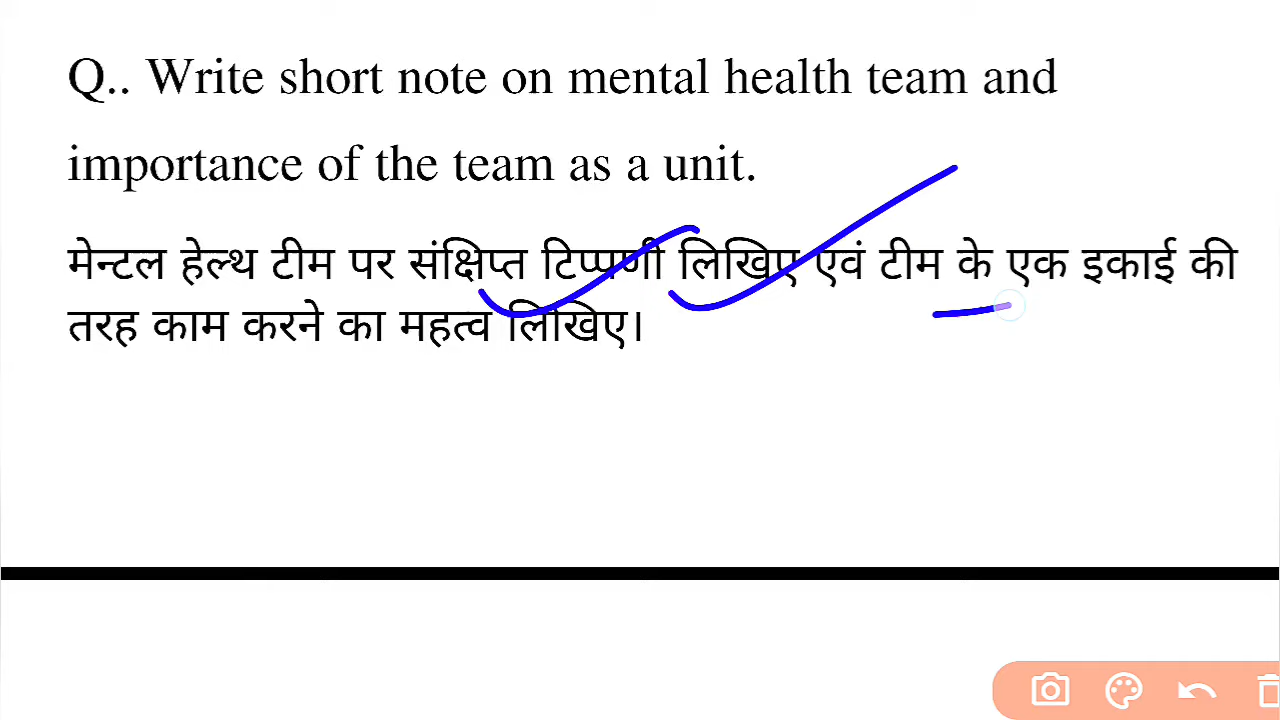 Q.. Write short note on mental health team and
importance of the team as a unit.
मेन्टल हेल्थ टीम पर संक्षिप्त टिप्पणी लिखिए एवं टीम के एक इकाई की
तरह काम करने का महत्व लिखिए।